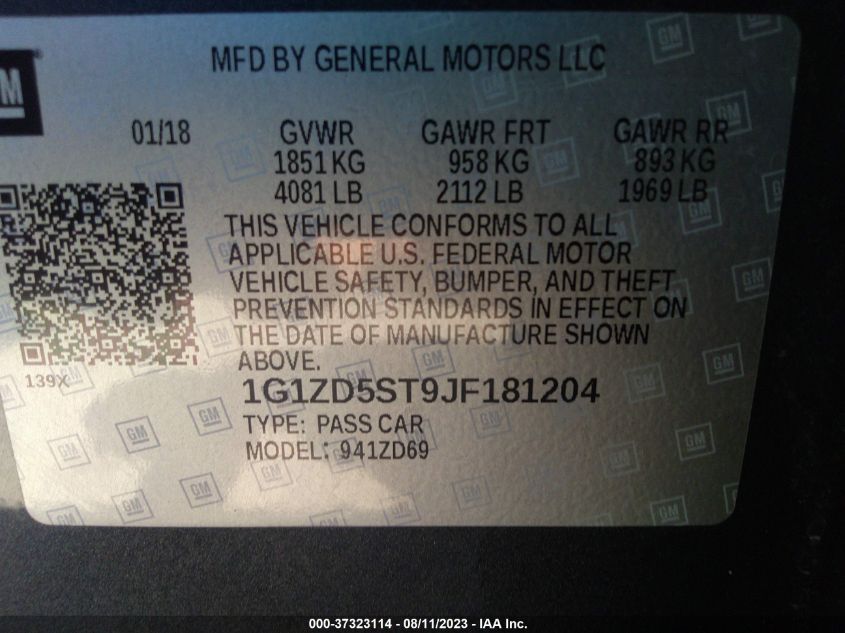 GM
MFD BY GENERAL MOTORS LLC
01/18 GVWR GAWR FRT GAWR RR
1851 KG 958 KG 893 KG
4081 LB 2112 LB 1969 LB
THIS VEHICLE CONFORMS TO ALL
APPLICABLE U.S. FEDERAL MOTOR
VEHICLE SAFETY, BUMPER, AND THEFT
PREVENTION STANDARDS IN EFFECT ON
THE DATE OF MANUFACTURE SHOWN
ABOVE.
139X
1G1ZD5ST9JF181204
TYPE: PASS CAR
MODEL: 941ZD69
000-37323114 - 08/11/2023 - IAA Inc.